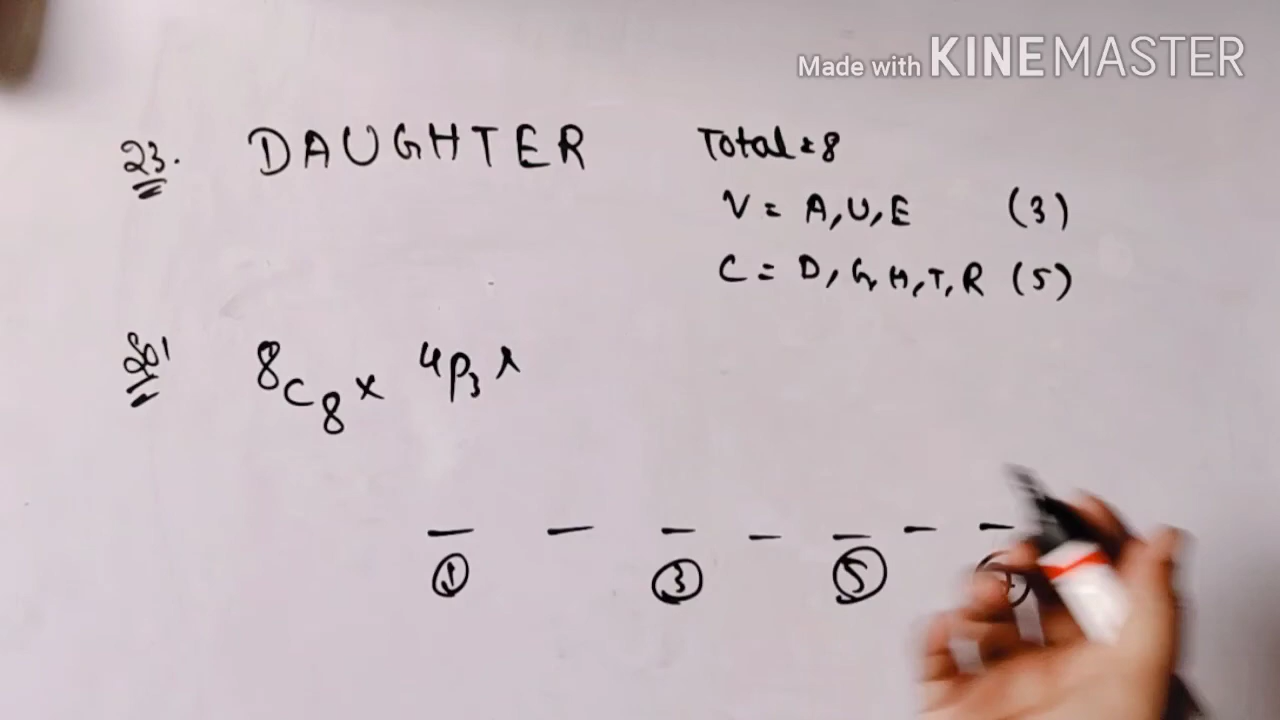 Made with KINEMASTER
23. DAUGHTER Total = 8
V = A, U, E (3)
C = D, G, H, T, R (5)
Sol 8C8 x 4P3 x
1 3 5